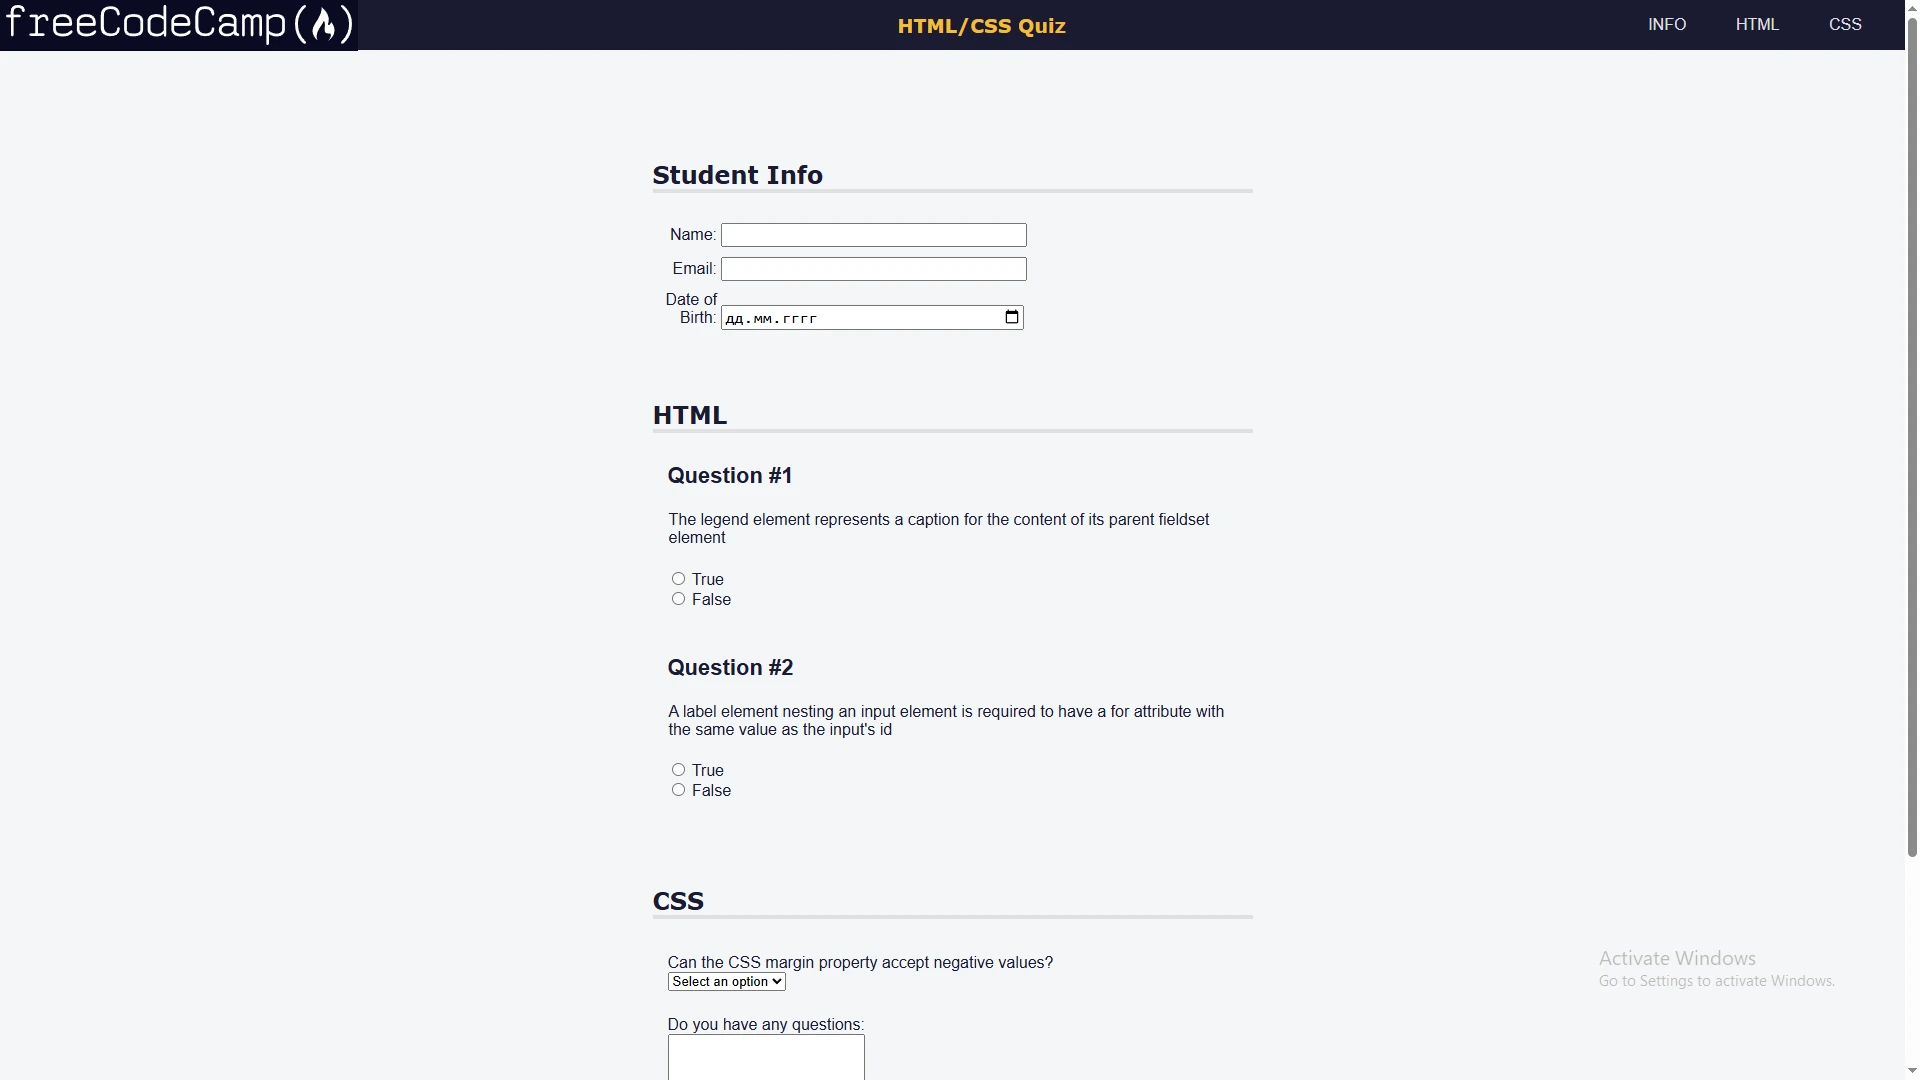 freeCodeCamp(🔥)
HTML/CSS Quiz
INFO
HTML
CSS
Student Info
Name:
Email:
Date of
Birth:
дд.мм.гггг
HTML
Question #1
The legend element represents a caption for the content of its parent fieldset
element
True
False
Question #2
A label element nesting an input element is required to have a for attribute with
the same value as the input's id
True
False
CSS
Can the CSS margin property accept negative values?
Select an option
Do you have any questions:
Activate Windows
Go to Settings to activate Windows.